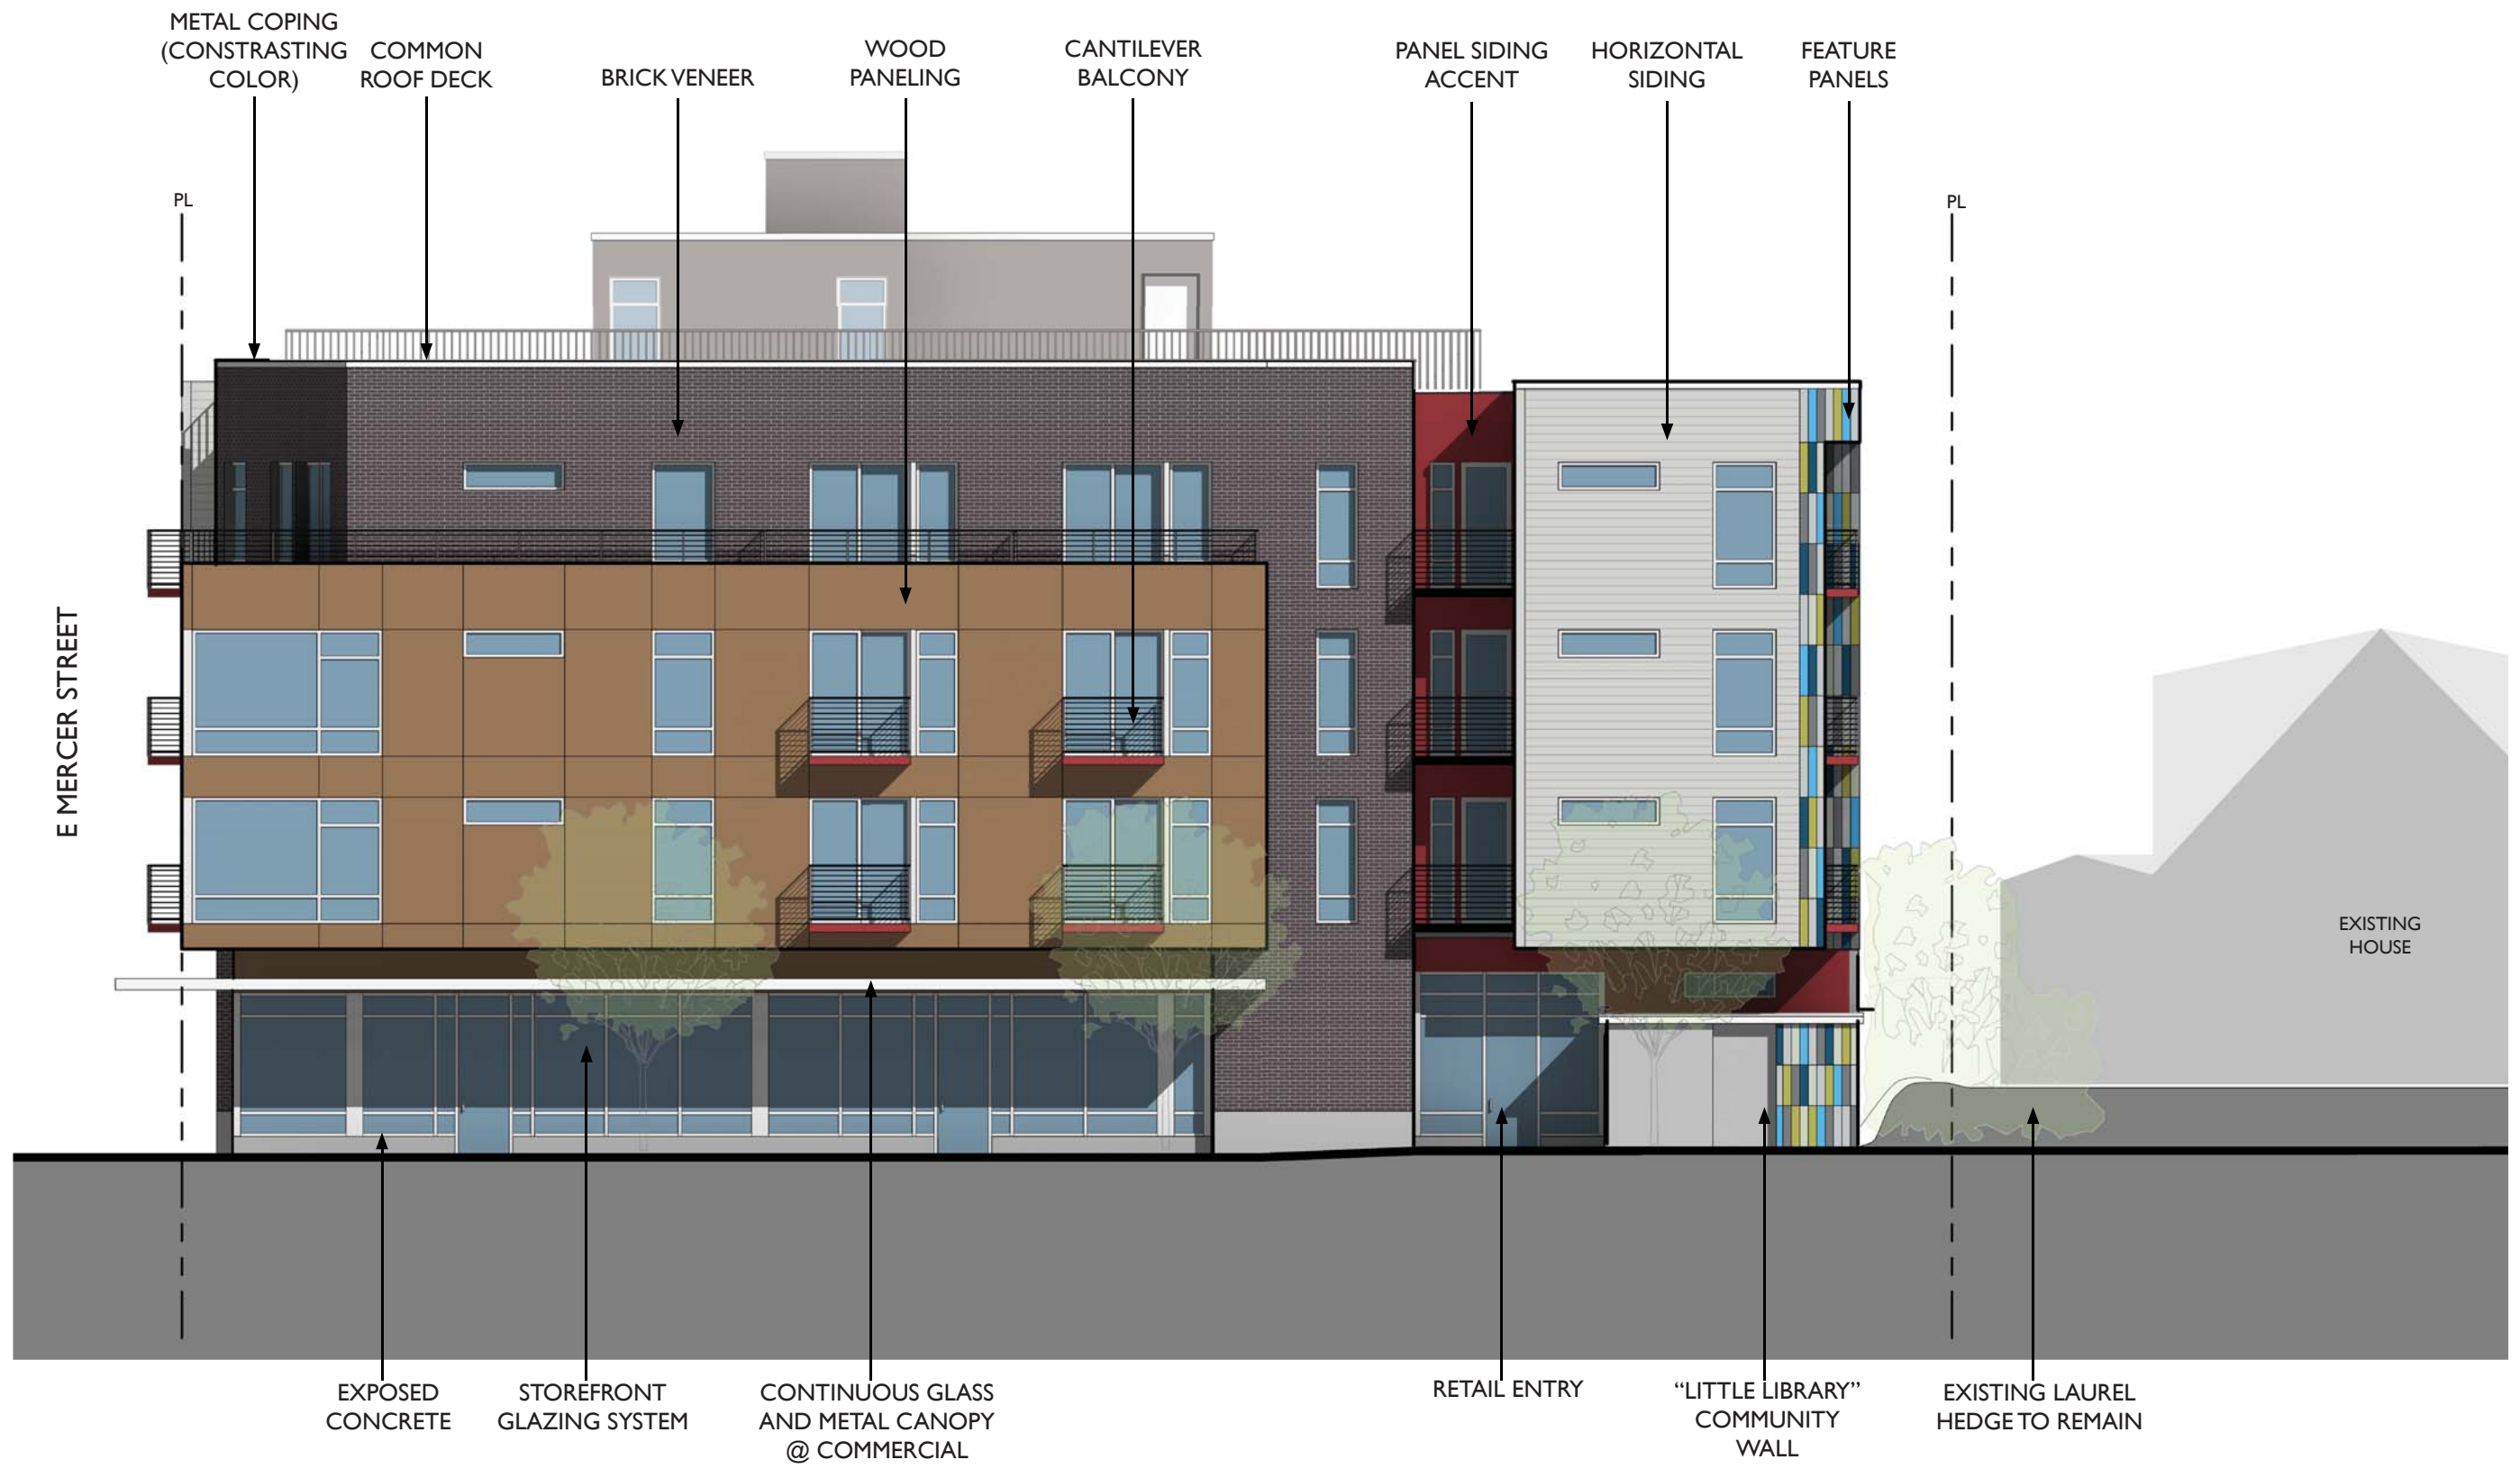 METAL COPING
(CONSTRASTING
COLOR)
COMMON
ROOF DECK
BRICK VENEER
WOOD
PANELING
CANTILEVER
BALCONY
PANEL SIDING
ACCENT
HORIZONTAL
SIDING
FEATURE
PANELS
PL
PL
E MERCER STREET
EXISTING
HOUSE
EXPOSED
CONCRETE
STOREFRONT
GLAZING SYSTEM
CONTINUOUS GLASS
AND METAL CANOPY
@ COMMERCIAL
RETAIL ENTRY
“LITTLE LIBRARY”
COMMUNITY
WALL
EXISTING LAUREL
HEDGE TO REMAIN